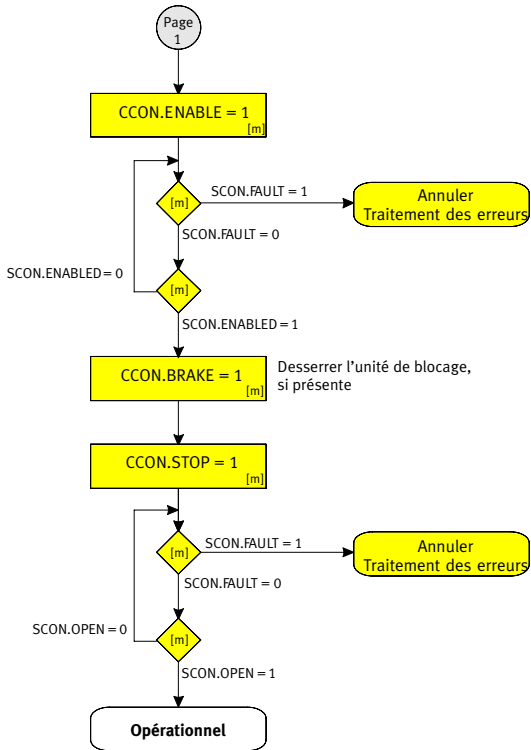 Page
1
CCON.ENABLE = 1
[m]
[m]
SCON.FAULT = 1
Annuler
Traitement des erreurs
SCON.FAULT = 0
SCON.ENABLED = 0
[m]
SCON.ENABLED = 1
CCON.BRAKE = 1
[m]
Desserrer l’unité de blocage,
si présente
CCON.STOP = 1
[m]
[m]
SCON.FAULT = 1
Annuler
Traitement des erreurs
SCON.FAULT = 0
SCON.OPEN = 0
[m]
SCON.OPEN = 1
Opérationnel